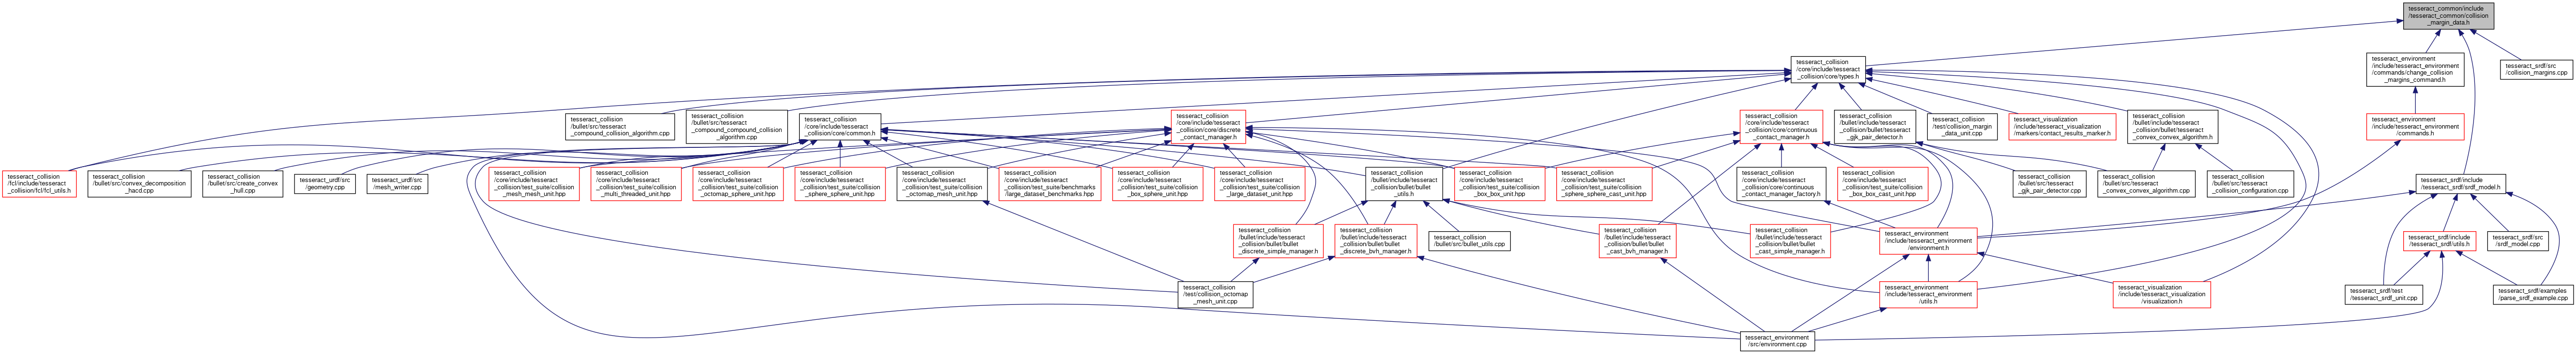 tesseract_common/include
/tesseract_common/collision
_margin_data.h
tesseract_collision
/core/include/tesseract
_collision/core/types.h
tesseract_environment
/include/tesseract_environment
/commands/change_collision
_margins_command.h
tesseract_srdf/src
/collision_margins.cpp
tesseract_collision
/bullet/src/tesseract
_compound_collision_algorithm.cpp
tesseract_collision
/bullet/src/tesseract
_compound_compound_collision
_algorithm.cpp
tesseract_collision
/core/include/tesseract
_collision/core/common.h
tesseract_collision
/core/include/tesseract
_collision/core/discrete
_contact_manager.h
tesseract_collision
/core/include/tesseract
_collision/core/continuous
_contact_manager.h
tesseract_collision
/bullet/include/tesseract
_collision/bullet/tesseract
_gjk_pair_detector.h
tesseract_collision
/test/collision_margin
_data_unit.cpp
tesseract_visualization
/include/tesseract_visualization
/markers/contact_results_marker.h
tesseract_collision
/bullet/include/tesseract
_collision/bullet/tesseract
_convex_convex_algorithm.h
tesseract_environment
/include/tesseract_environment
/commands.h
tesseract_collision
/fcl/include/tesseract
_collision/fcl/fcl_utils.h
tesseract_collision
/bullet/src/convex_decomposition
_hacd.cpp
tesseract_collision
/bullet/src/create_convex
_hull.cpp
tesseract_urdf/src
/geometry.cpp
tesseract_urdf/src
/mesh_writer.cpp
tesseract_collision
/core/include/tesseract
_collision/test_suite/collision
_mesh_mesh_unit.hpp
tesseract_collision
/core/include/tesseract
_collision/test_suite/collision
_multi_threaded_unit.hpp
tesseract_collision
/core/include/tesseract
_collision/test_suite/collision
_octomap_sphere_unit.hpp
tesseract_collision
/core/include/tesseract
_collision/test_suite/collision
_sphere_sphere_unit.hpp
tesseract_collision
/core/include/tesseract
_collision/test_suite/collision
_octomap_mesh_unit.hpp
tesseract_collision
/core/include/tesseract
_collision/test_suite/benchmarks
/large_dataset_benchmarks.hpp
tesseract_collision
/core/include/tesseract
_collision/test_suite/collision
_box_sphere_unit.hpp
tesseract_collision
/core/include/tesseract
_collision/test_suite/collision
_large_dataset_unit.hpp
tesseract_collision
/bullet/include/tesseract
_collision/bullet/bullet
_utils.h
tesseract_collision
/core/include/tesseract
_collision/test_suite/collision
_box_box_unit.hpp
tesseract_collision
/core/include/tesseract
_collision/test_suite/collision
_sphere_sphere_cast_unit.hpp
tesseract_collision
/core/include/tesseract
_collision/core/continuous
_contact_manager_factory.h
tesseract_collision
/core/include/tesseract
_collision/test_suite/collision
_box_box_cast_unit.hpp
tesseract_collision
/bullet/src/tesseract
_gjk_pair_detector.cpp
tesseract_collision
/bullet/src/tesseract
_convex_convex_algorithm.cpp
tesseract_collision
/bullet/src/tesseract
_collision_configuration.cpp
tesseract_srdf/include
/tesseract_srdf/srdf_model.h
tesseract_collision
/bullet/include/tesseract
_collision/bullet/bullet
_discrete_simple_manager.h
tesseract_collision
/bullet/include/tesseract
_collision/bullet/bullet
_discrete_bvh_manager.h
tesseract_collision
/bullet/src/bullet_utils.cpp
tesseract_collision
/bullet/include/tesseract
_collision/bullet/bullet
_cast_bvh_manager.h
tesseract_collision
/bullet/include/tesseract
_collision/bullet/bullet
_cast_simple_manager.h
tesseract_environment
/include/tesseract_environment
/environment.h
tesseract_srdf/include
/tesseract_srdf/utils.h
tesseract_srdf/src
/srdf_model.cpp
tesseract_collision
/test/collision_octomap
_mesh_unit.cpp
tesseract_environment
/include/tesseract_environment
/utils.h
tesseract_visualization
/include/tesseract_visualization
/visualization.h
tesseract_srdf/test
/tesseract_srdf_unit.cpp
tesseract_srdf/examples
/parse_srdf_example.cpp
tesseract_environment
/src/environment.cpp